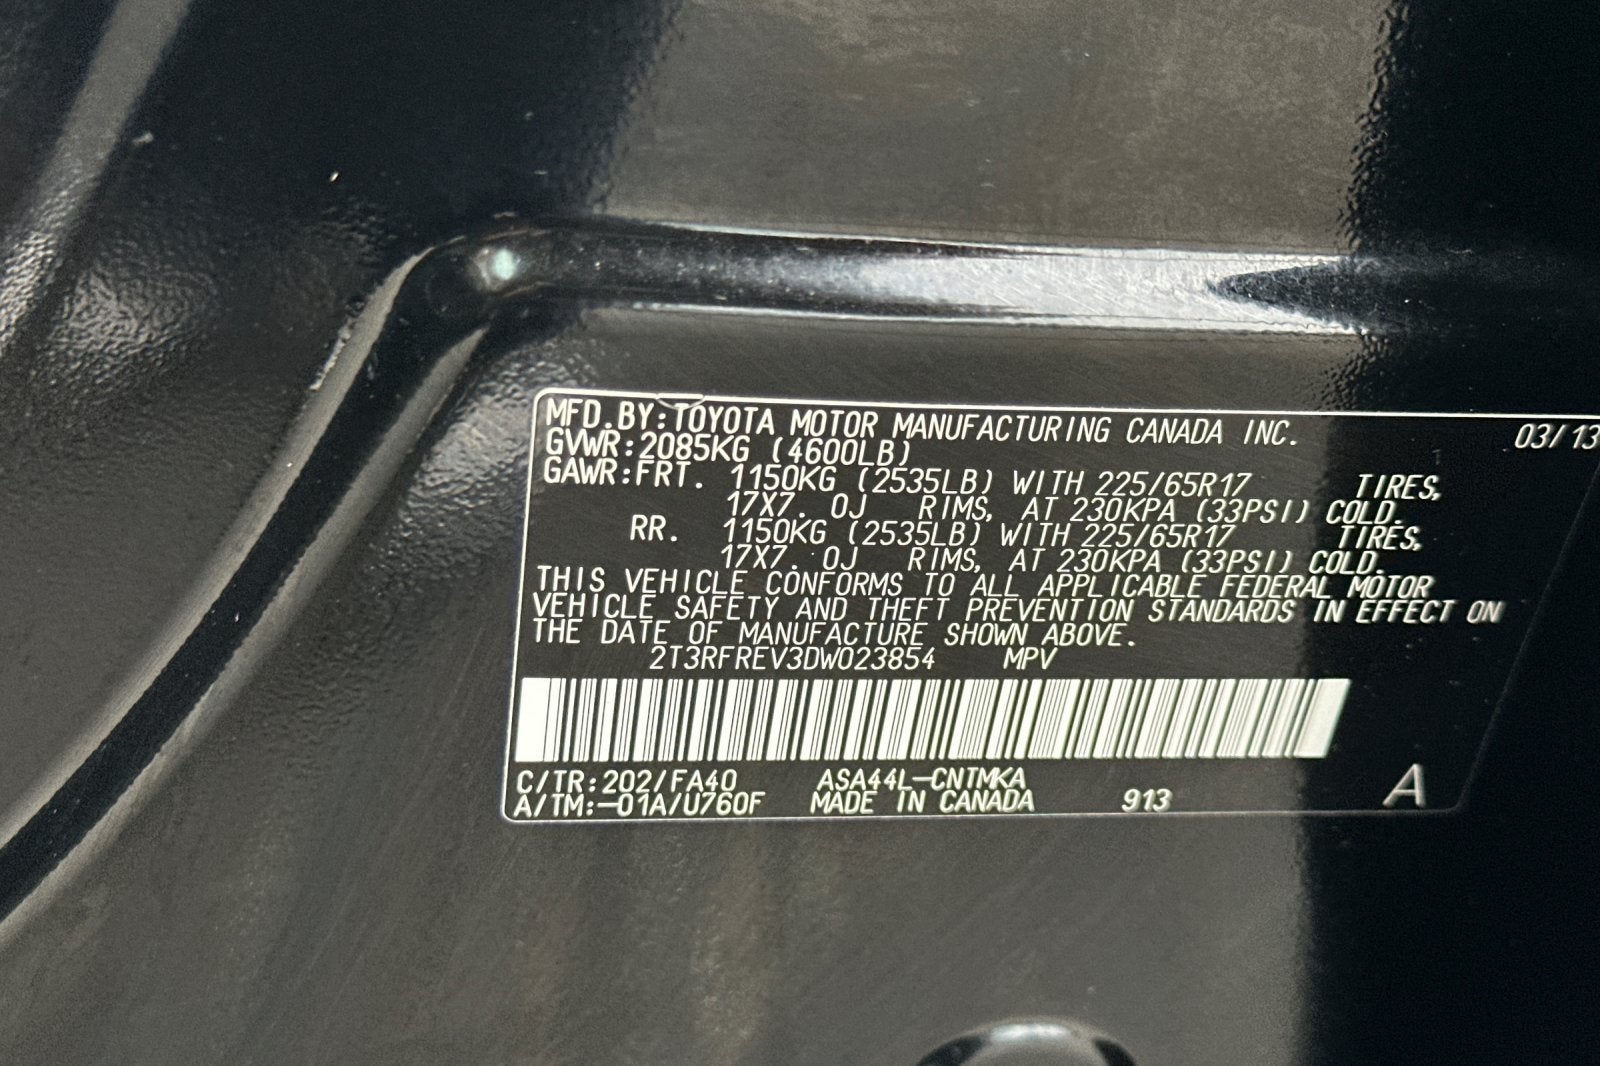 MFD.BY:TOYOTA MOTOR MANUFACTURING CANADA INC. 03/13
GVWR:2085KG (4600LB)
GAWR:FRT. 1150KG (2535LB) WITH 225/65R17 TIRES,
17X7. 0J RIMS, AT 230KPA (33PSI) COLD.
RR. 1150KG (2535LB) WITH 225/65R17 TIRES,
17X7. 0J RIMS, AT 230KPA (33PSI) COLD.
THIS VEHICLE CONFORMS TO ALL APPLICABLE FEDERAL MOTOR
VEHICLE SAFETY AND THEFT PREVENTION STANDARDS IN EFFECT ON
THE DATE OF MANUFACTURE SHOWN ABOVE.
2T3RFREV3DW023854 MPV
C/TR:202/FA40 ASA44L-CNTMKA
A/TM:-01A/U760F MADE IN CANADA 913 A